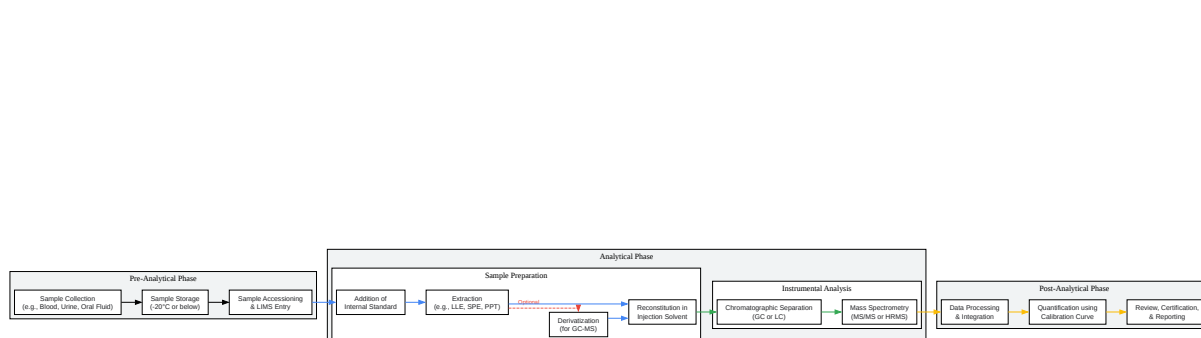 Analytical Phase
Pre-Analytical Phase
Sample Collection
(e.g., Blood, Urine, Oral Fluid)
Sample Storage
(-20°C or below)
Sample Accessioning
& LIMS Entry
Sample Preparation
Addition of
Internal Standard
Extraction
(e.g., LLE, SPE, PPT)
Optional
Derivatization
(for GC-MS)
Reconstitution in
Injection Solvent
Instrumental Analysis
Chromatographic Separation
(GC or LC)
Mass Spectrometry
(MS/MS or HRMS)
Post-Analytical Phase
Data Processing
& Integration
Quantification using
Calibration Curve
Review, Certification,
& Reporting